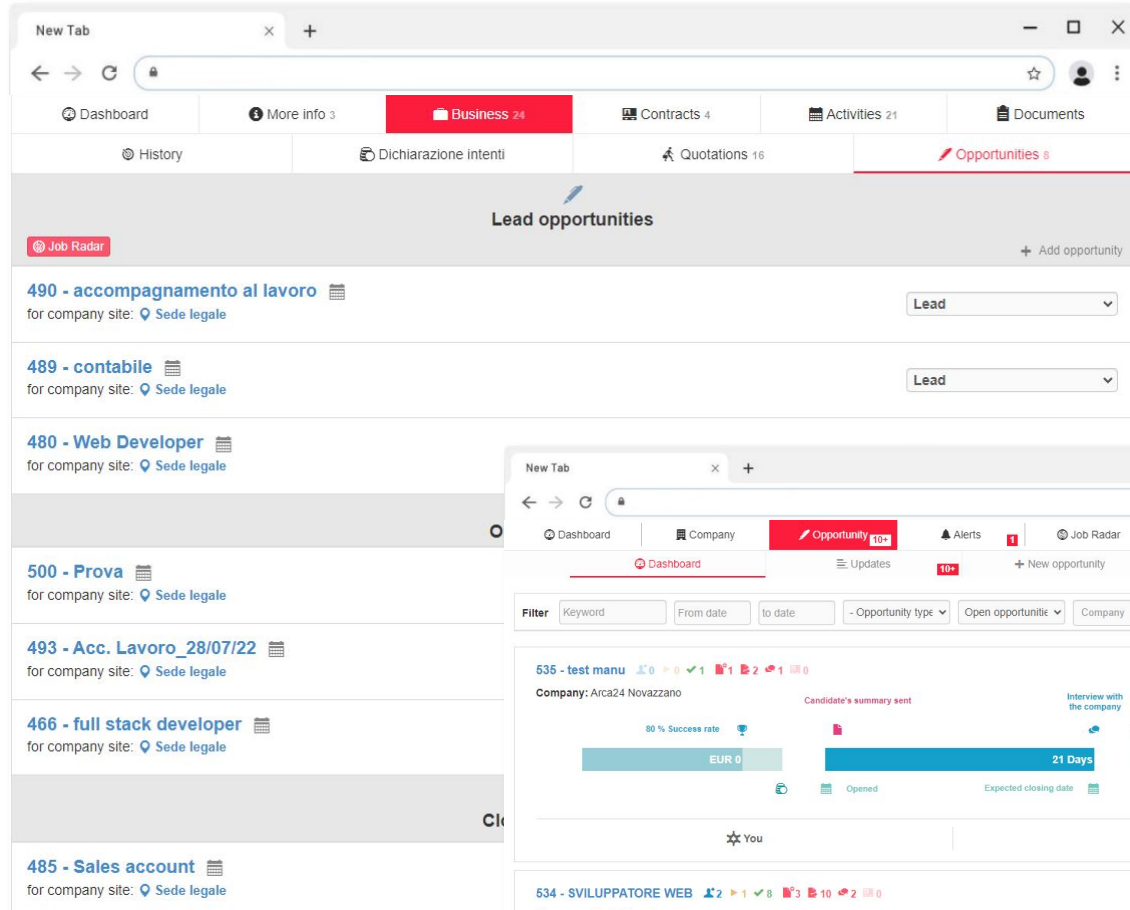 New Tab
Dashboard More info 3 Business 24 Contracts 4 Activities 21 Documents
History Dichiarazione intenti Quotations 16 Opportunities 8
Lead opportunities
Job Radar
+ Add opportunity
490 - accompagnamento al lavoro
for company site: Sede legale
Lead
489 - contabile
for company site: Sede legale
Lead
480 - Web Developer
for company site: Sede legale
O
500 - Prova
for company site: Sede legale
493 - Acc. Lavoro_28/07/22
for company site: Sede legale
466 - full stack developer
for company site: Sede legale
Clo
485 - Sales account
for company site: Sede legale
New Tab
Dashboard Company Opportunity 10+ Alerts 1 Job Radar
Dashboard Updates 10+ + New opportunity
Filter Keyword From date to date - Opportunity type Open opportunitie Company
535 - test manu 0 0 1 1 2 1 0
Company: Arca24 Novazzano
Candidate's summary sent
Interview with
the company
80 % Success rate
EUR 0 21 Days
Opened Expected closing date
You
534 - SVILUPPATORE WEB 2 1 8 3 10 2 0